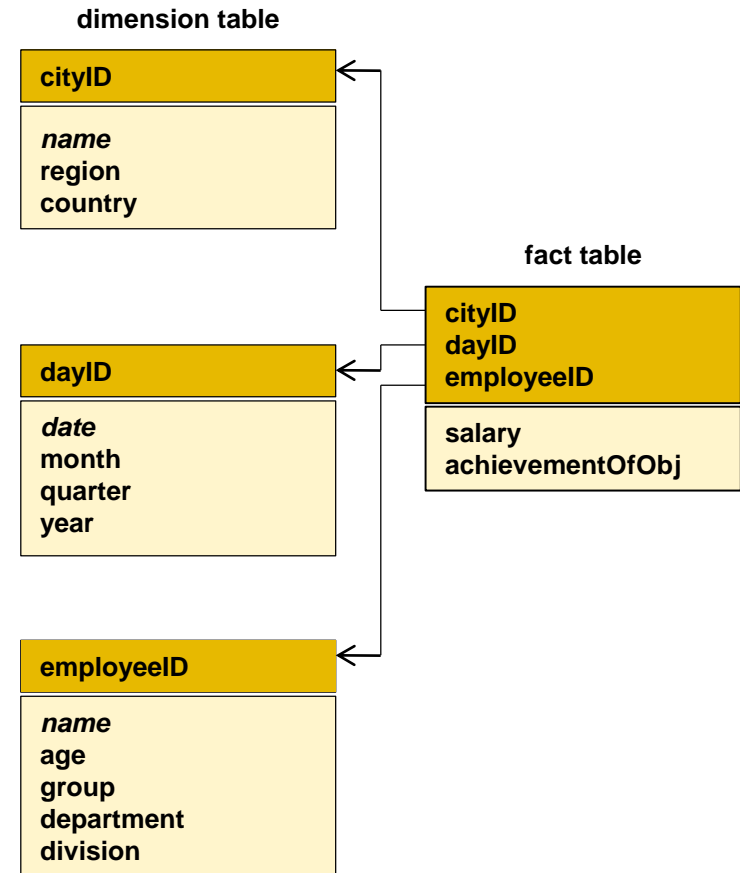 dimension table
cityID
name
region
country
fact table
cityID
dayID
employeeID
salary
achievementOfObj
dayID
date
month
quarter
year
employeeID
name
age
group
department
division